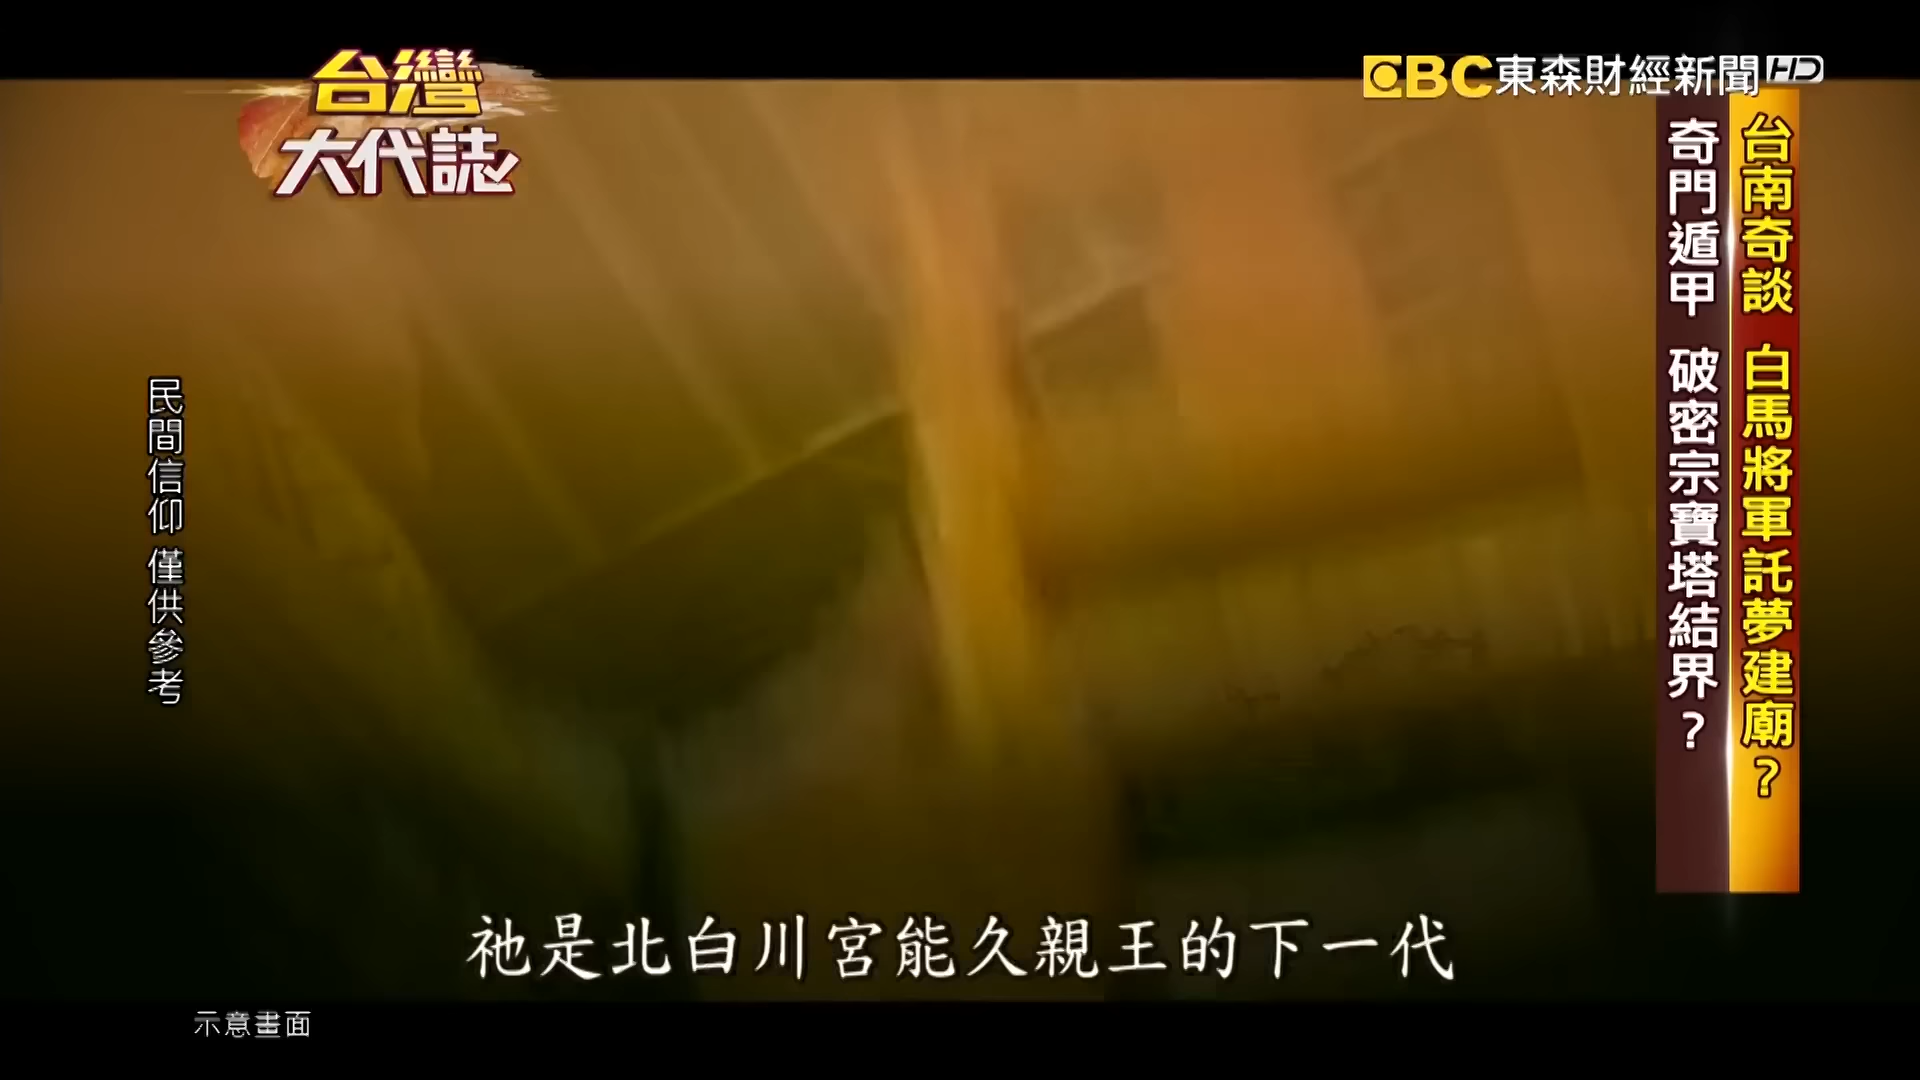 台灣
大代誌
EBC東森財經新聞HD
台南奇談 白馬將軍託夢建廟？
奇門遁甲 破密宗寶塔結界？
民間信仰 僅供參考
祂是北白川宮能久親王的下一代
示意畫面